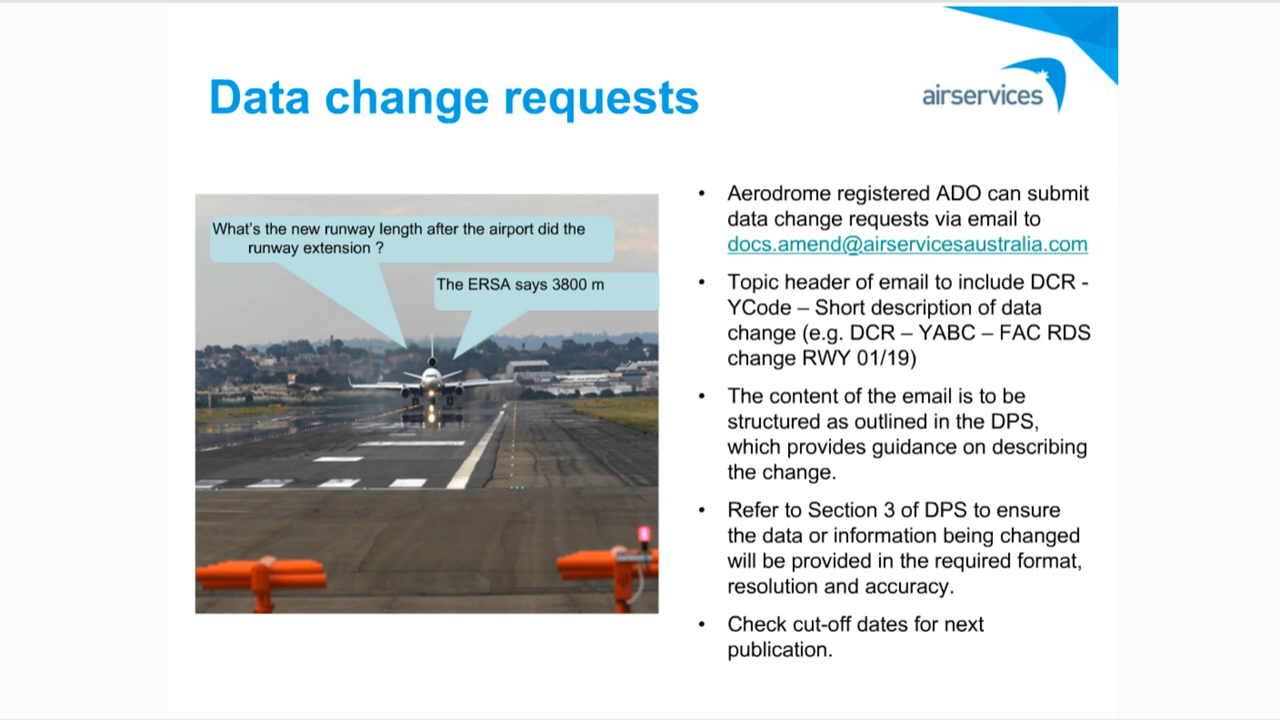 Data change requests
airservices
What's the new runway length after the airport did the
runway extension ?
The ERSA says 3800 m
• Aerodrome registered ADO can submit
data change requests via email to
docs.amend@airservicesaustralia.com
• Topic header of email to include DCR -
YCode – Short description of data
change (e.g. DCR – YABC – FAC RDS
change RWY 01/19)
• The content of the email is to be
structured as outlined in the DPS,
which provides guidance on describing
the change.
• Refer to Section 3 of DPS to ensure
the data or information being changed
will be provided in the required format,
resolution and accuracy.
• Check cut-off dates for next
publication.